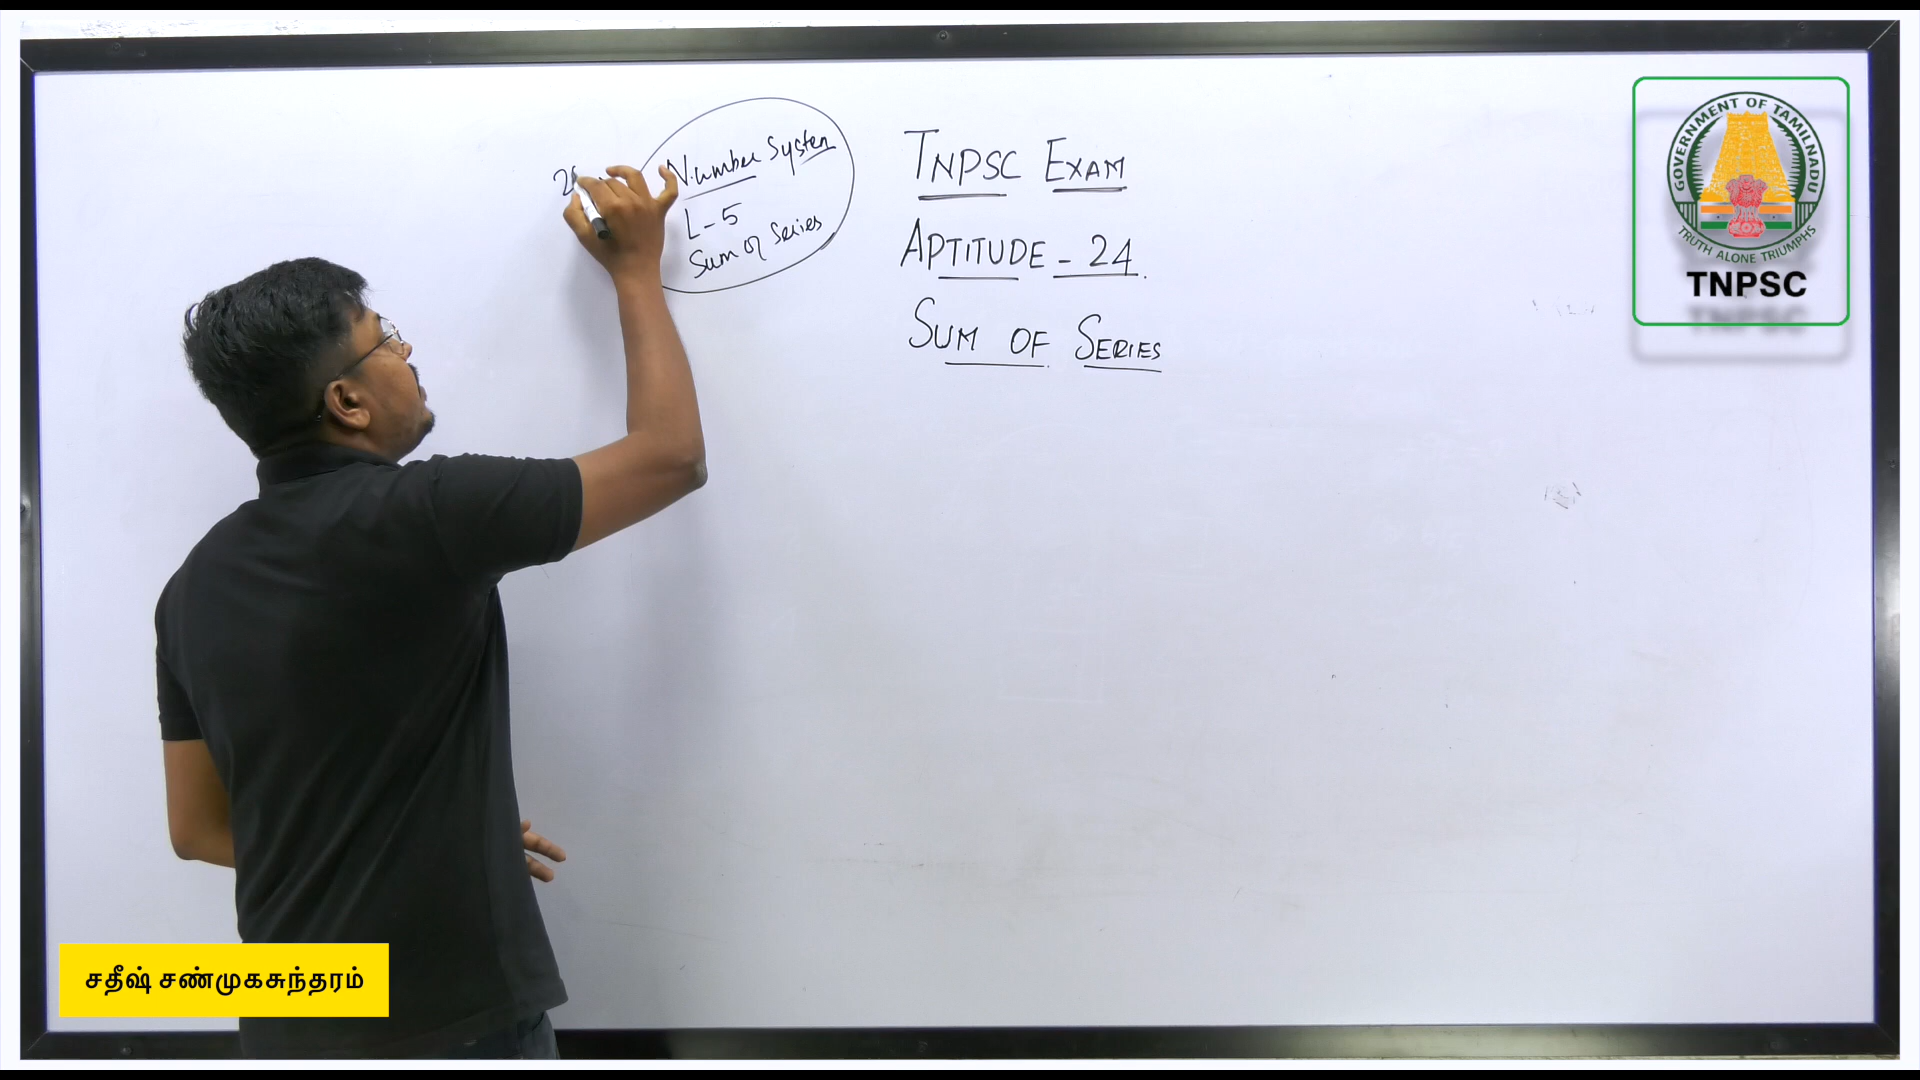 Number System
L-5
Sum of Series
TNPSC EXAM
APTITUDE - 24
SUM OF SERIES
GOVERNMENT OF TAMILNADU
TRUTH ALONE TRIUMPHS
TNPSC
சதீஷ் சண்முகசுந்தரம்